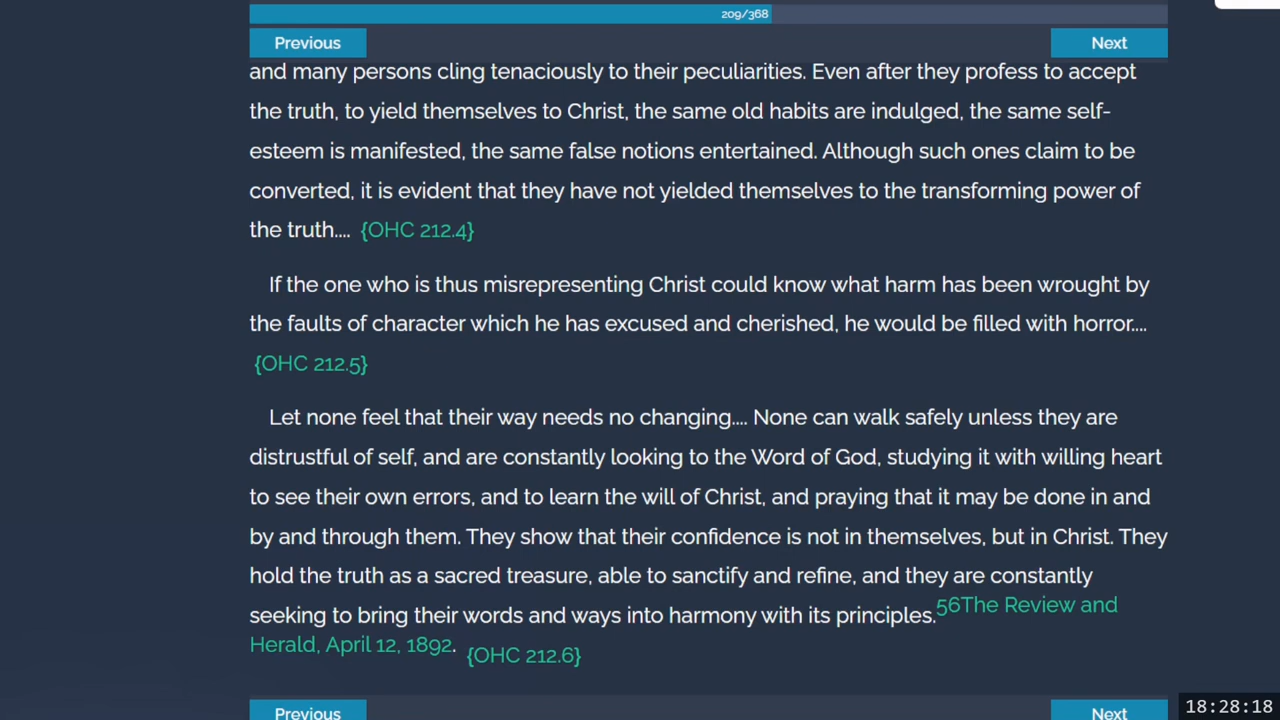 209/368
Previous
Next
and many persons cling tenaciously to their peculiarities. Even after they profess to accept
the truth, to yield themselves to Christ, the same old habits are indulged, the same self-
esteem is manifested, the same false notions entertained. Although such ones claim to be
converted, it is evident that they have not yielded themselves to the transforming power of
the truth.... {OHC 212.4}
If the one who is thus misrepresenting Christ could know what harm has been wrought by
the faults of character which he has excused and cherished, he would be filled with horror....
{OHC 212.5}
Let none feel that their way needs no changing.... None can walk safely unless they are
distrustful of self, and are constantly looking to the Word of God, studying it with willing heart
to see their own errors, and to learn the will of Christ, and praying that it may be done in and
by and through them. They show that their confidence is not in themselves, but in Christ. They
hold the truth as a sacred treasure, able to sanctify and refine, and they are constantly
seeking to bring their words and ways into harmony with its principles.56The Review and
Herald, April 12, 1892. {OHC 212.6}
Previous
Next
18:28:18